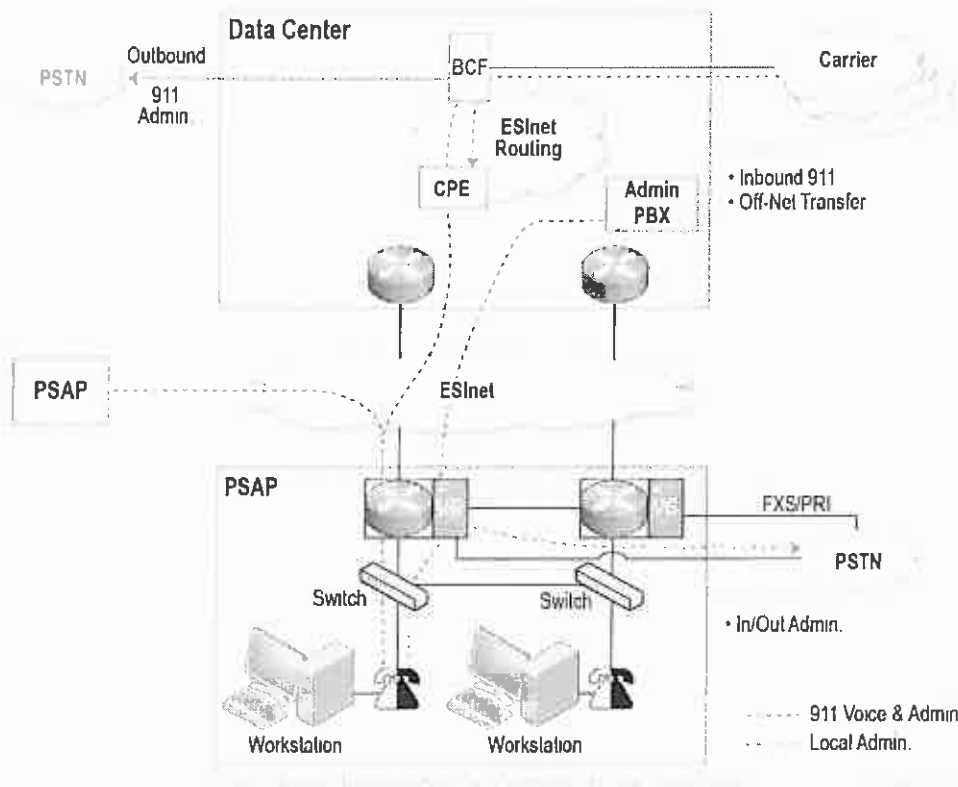 Data Center
Outbound
PSTN
911
Admin.
BCF
Carrier
ESInet
Routing
CPE
Admin
PBX
• Inbound 911
• Off-Net Transfer
PSAP
ESInet
PSAP
FXS/PRI
PSTN
Switch
Switch
• In/Out Admin.
Workstation
Workstation
911 Voice & Admin
Local Admin.